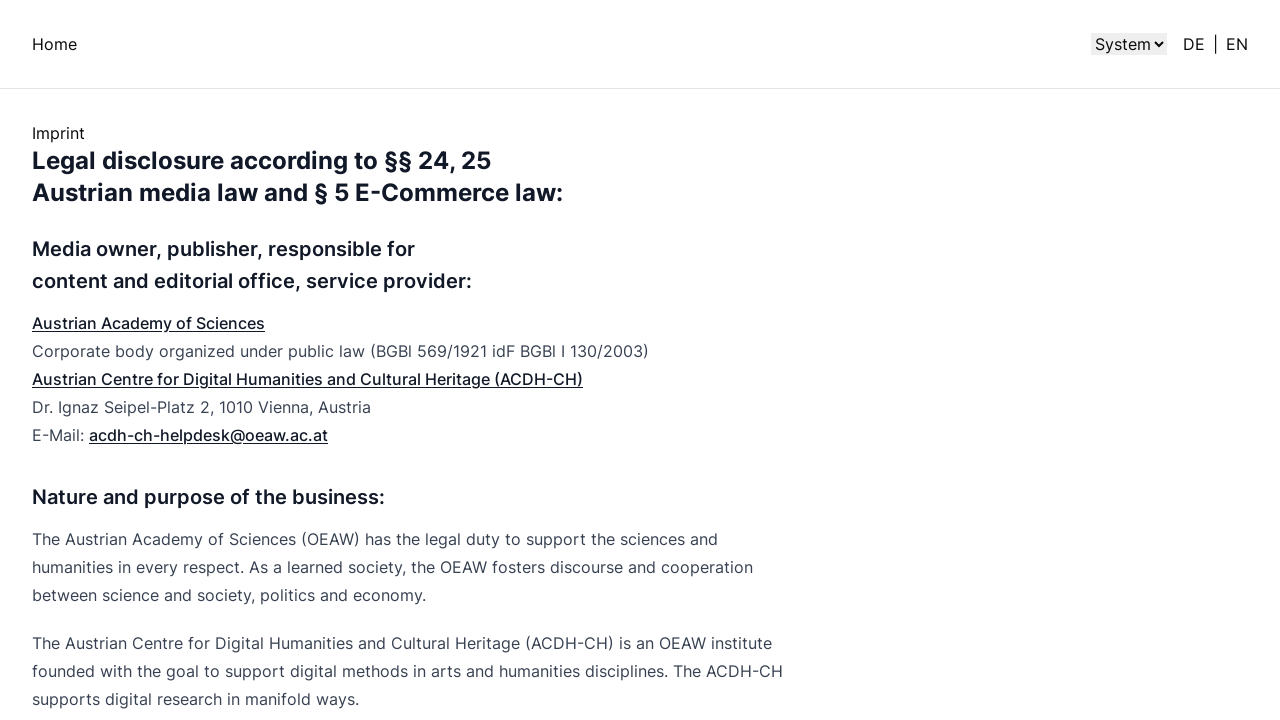 Home
System
DE | EN
Imprint
Legal disclosure according to §§ 24, 25
Austrian media law and § 5 E-Commerce law:
Media owner, publisher, responsible for
content and editorial office, service provider:
Austrian Academy of Sciences
Corporate body organized under public law (BGBl 569/1921 idF BGBl I 130/2003)
Austrian Centre for Digital Humanities and Cultural Heritage (ACDH-CH)
Dr. Ignaz Seipel-Platz 2, 1010 Vienna, Austria
E-Mail: acdh-ch-helpdesk@oeaw.ac.at
Nature and purpose of the business:
The Austrian Academy of Sciences (OEAW) has the legal duty to support the sciences and
humanities in every respect. As a learned society, the OEAW fosters discourse and cooperation
between science and society, politics and economy.
The Austrian Centre for Digital Humanities and Cultural Heritage (ACDH-CH) is an OEAW institute
founded with the goal to support digital methods in arts and humanities disciplines. The ACDH-CH
supports digital research in manifold ways.